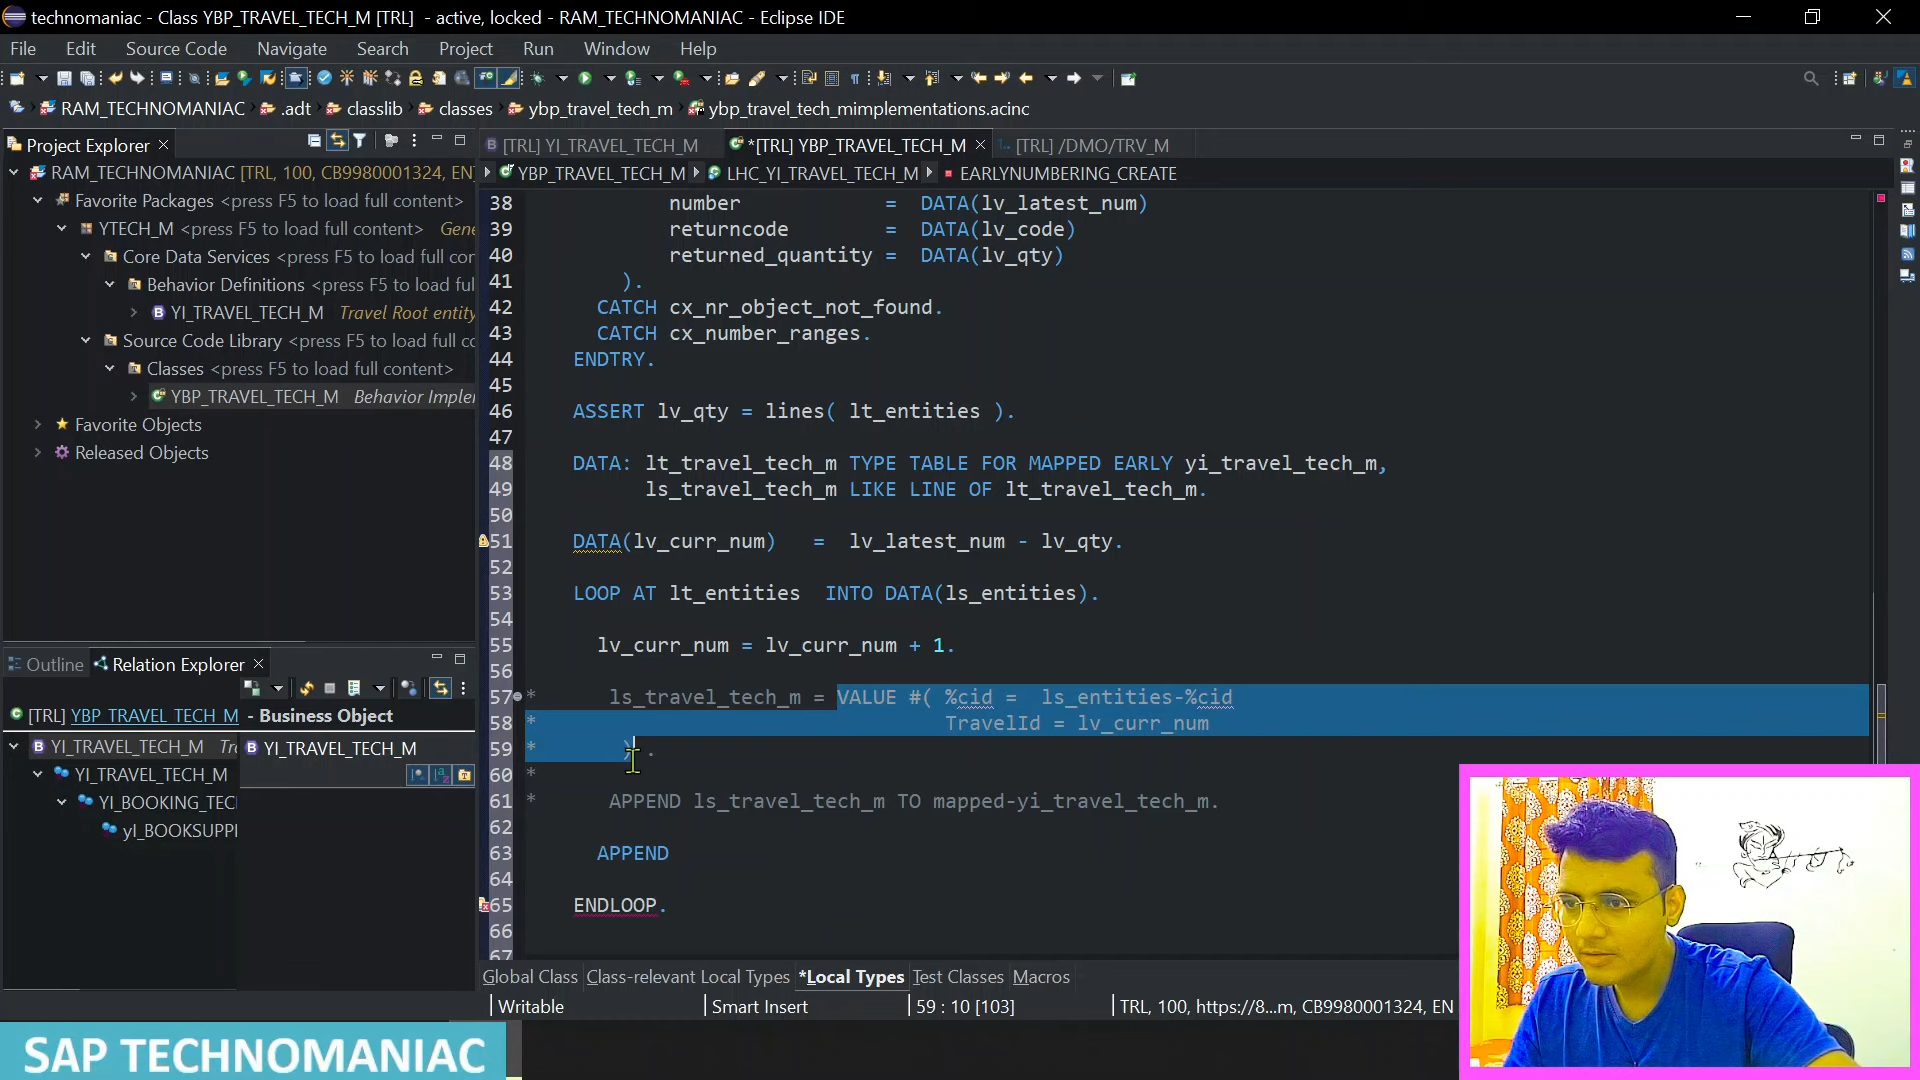 technomaniac - Class YBP_TRAVEL_TECH_M [TRL] - active, locked - RAM_TECHNOMANIAC - Eclipse IDE
File Edit Source Code Navigate Search Project Run Window Help
RAM_TECHNOMANIAC .adt classlib classes ybp_travel_tech_m ybp_travel_tech_mimplementations.acinc
Project Explorer
RAM_TECHNOMANIAC [TRL, 100, CB9980001324, EN]
Favorite Packages <press F5 to load full content>
YTECH_M <press F5 to load full content> Gene
Core Data Services <press F5 to load full con
Behavior Definitions <press F5 to load ful
YI_TRAVEL_TECH_M Travel Root entity
Source Code Library <press F5 to load full cc
Classes <press F5 to load full content>
YBP_TRAVEL_TECH_M Behavior Impler
Favorite Objects
Released Objects
Outline Relation Explorer
[TRL] YBP_TRAVEL_TECH_M - Business Object
YI_TRAVEL_TECH_M Tra
YI_TRAVEL_TECH_M
YI_BOOKING_TECI
yI_BOOKSUPPI
YI_TRAVEL_TECH_M
[TRL] YI_TRAVEL_TECH_M *[TRL] YBP_TRAVEL_TECH_M [TRL] /DMO/TRV_M
YBP_TRAVEL_TECH_M LHC_YI_TRAVEL_TECH_M EARLYNUMBERING_CREATE
38 number = DATA(lv_latest_num)
39 returncode = DATA(lv_code)
40 returned_quantity = DATA(lv_qty)
41 ).
42 CATCH cx_nr_object_not_found.
43 CATCH cx_number_ranges.
44 ENDTRY.
45
46 ASSERT lv_qty = lines( lt_entities ).
47
48 DATA: lt_travel_tech_m TYPE TABLE FOR MAPPED EARLY yi_travel_tech_m,
49 ls_travel_tech_m LIKE LINE OF lt_travel_tech_m.
50
51 DATA(lv_curr_num) = lv_latest_num - lv_qty.
52
53 LOOP AT lt_entities INTO DATA(ls_entities).
54
55 lv_curr_num = lv_curr_num + 1.
56
57 * ls_travel_tech_m = VALUE #( %cid = ls_entities-%cid
58 * TravelId = lv_curr_num
59 * ) .
60 *
61 * APPEND ls_travel_tech_m TO mapped-yi_travel_tech_m.
62
63 APPEND
64
65 ENDLOOP.
66
67
Global Class Class-relevant Local Types *Local Types Test Classes Macros
Writable Smart Insert 59 : 10 [103] TRL, 100, https://8...m, CB9980001324, EN
SAP TECHNOMANIAC